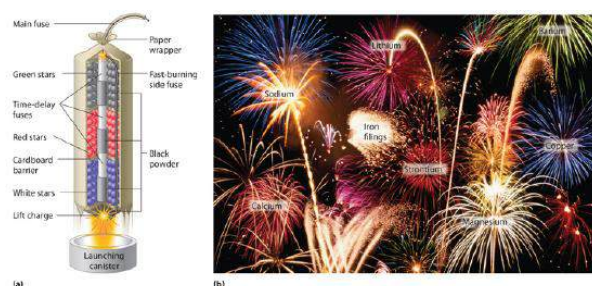 Main fuse
Paper
wrapper
Green stars
Fast-burning
side fuse
Time-delay
fuses
Red stars
Black
powder
Cardboard
barrier
White stars
Lift charge
Launching
canister
(a)
Lithium
Barium
Sodium
Iron
filings
Copper
Strontium
Calcium
Magnesium
(b)